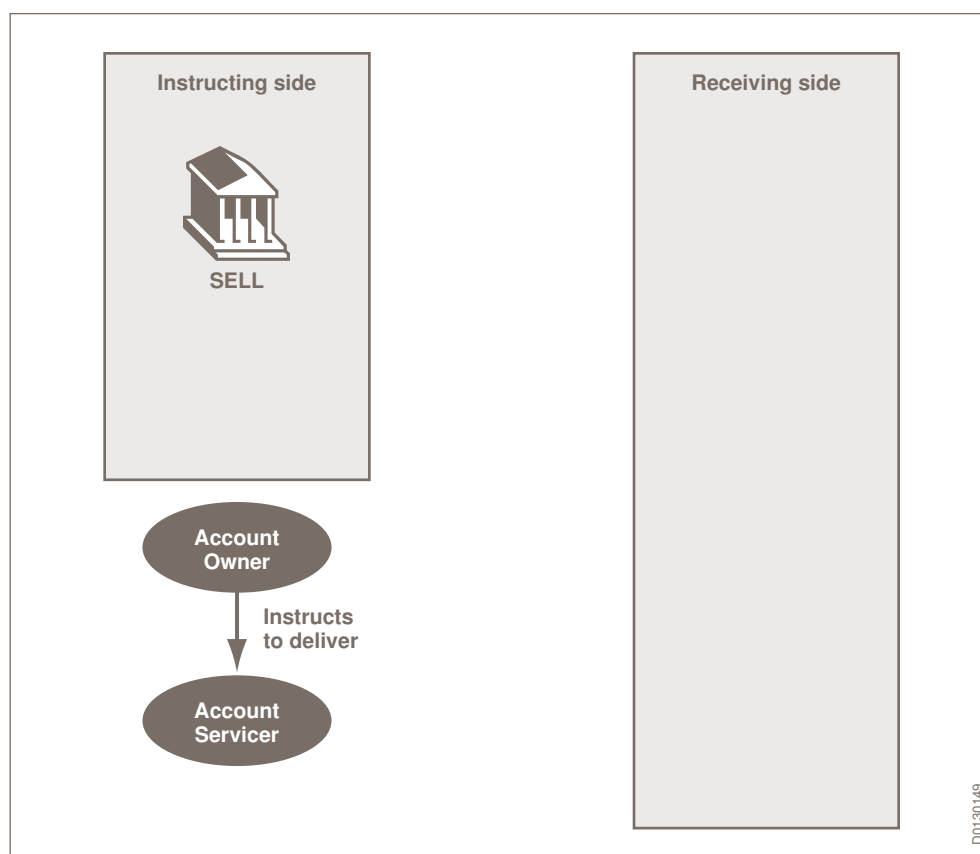 Instructing side
Receiving side
SELL
Account
Owner
Instructs
to deliver
Account
Servicer
D0130149